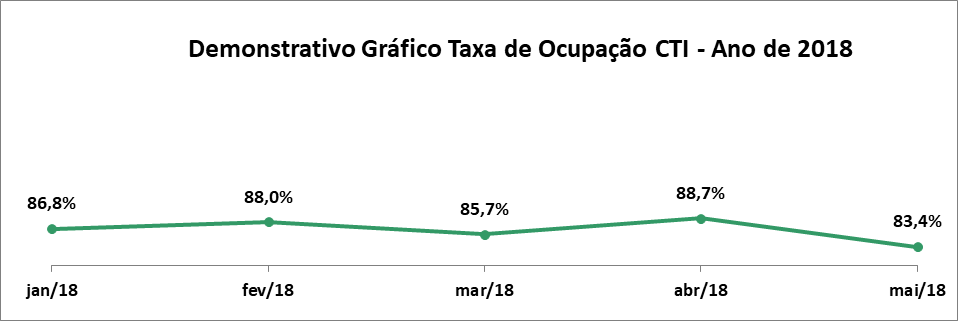 Demonstrativo Gráfico Taxa de Ocupação CTI - Ano de 2018
86,8%
88,0%
85,7%
88,7%
83,4%
jan/18
fev/18
mar/18
abr/18
mai/18